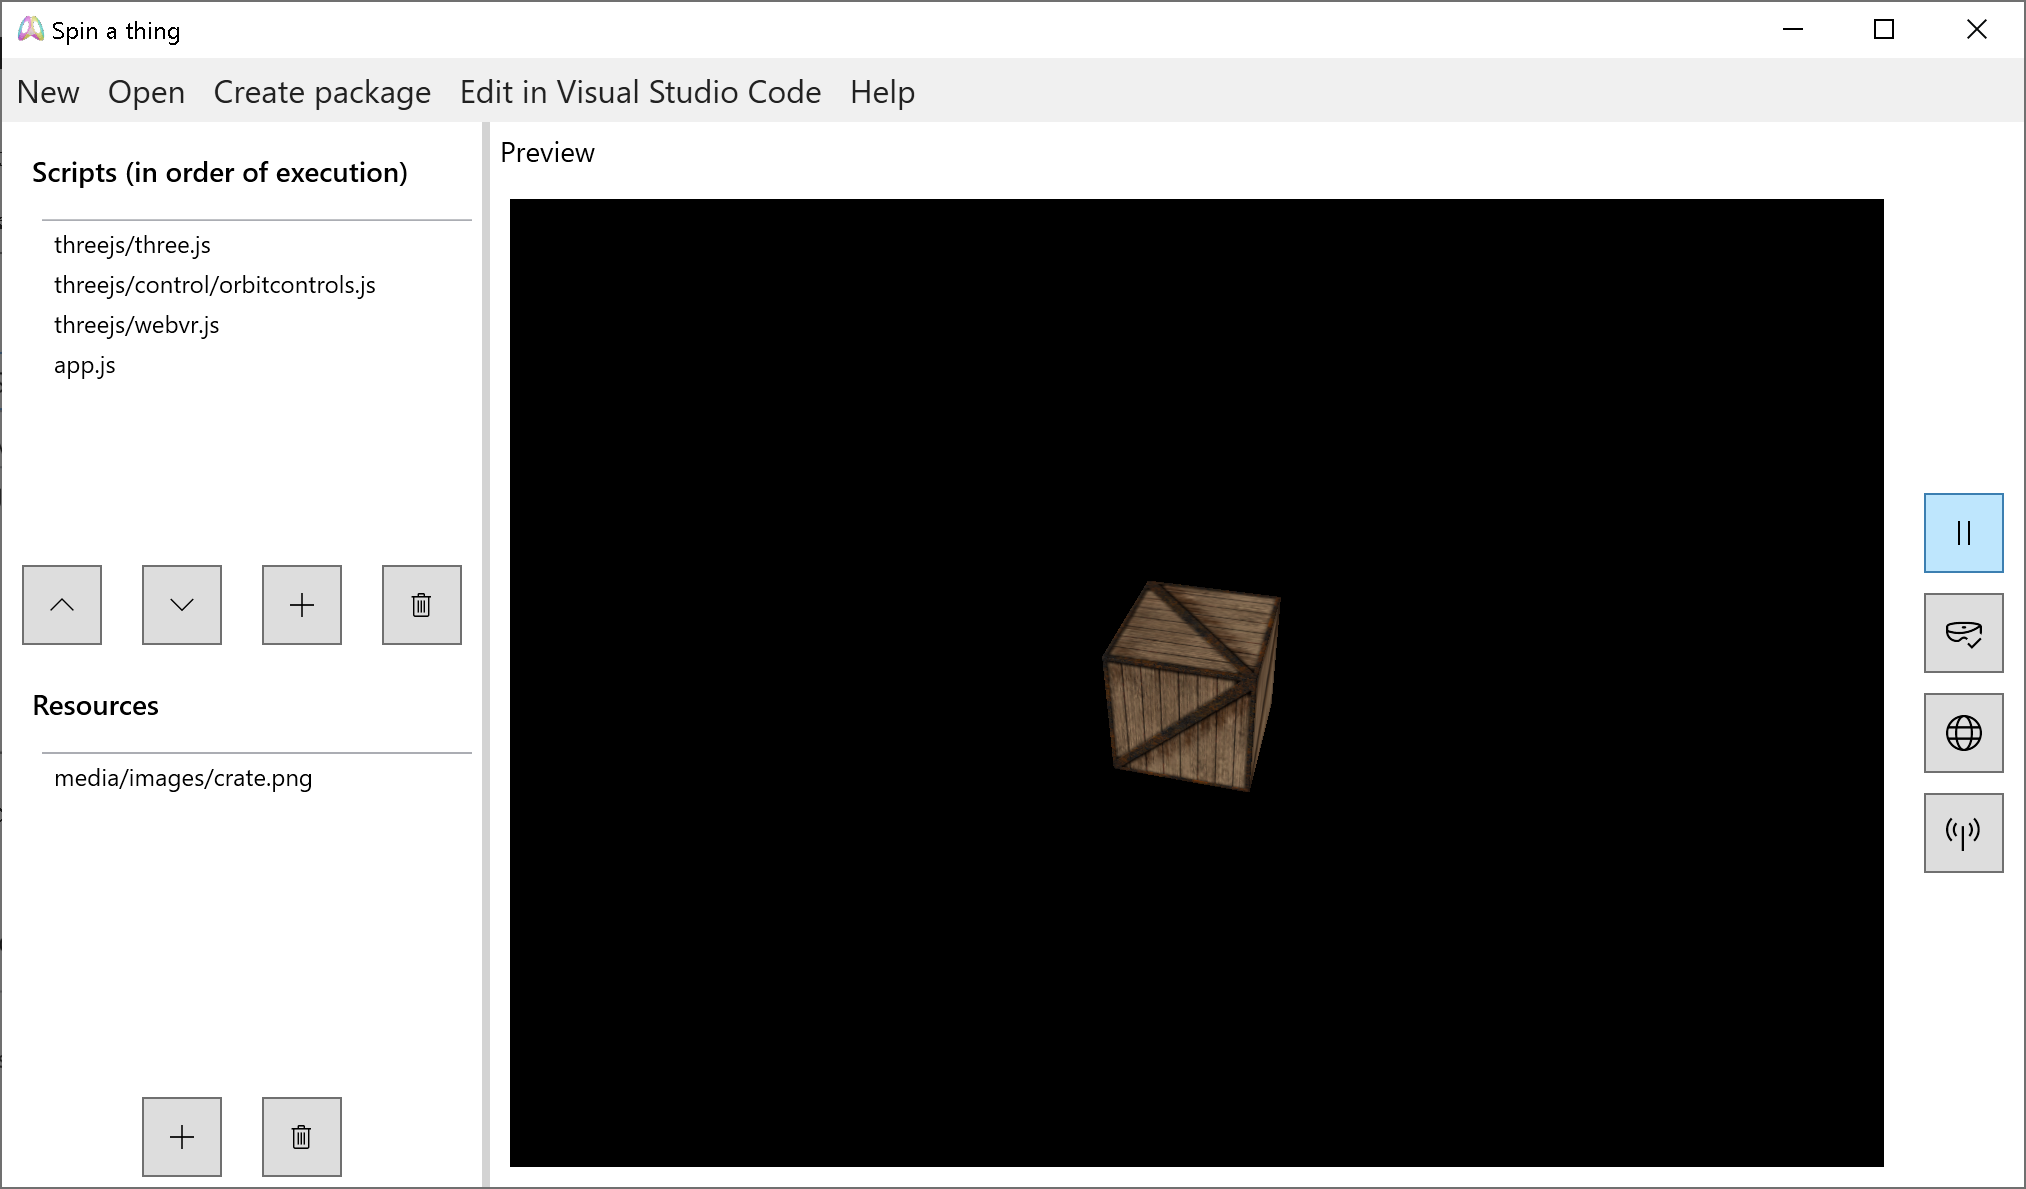 Spin a thing
New Open Create package Edit in Visual Studio Code Help
Scripts (in order of execution)
threejs/three.js
threejs/control/orbitcontrols.js
threejs/webvr.js
app.js
Resources
media/images/crate.png
Preview